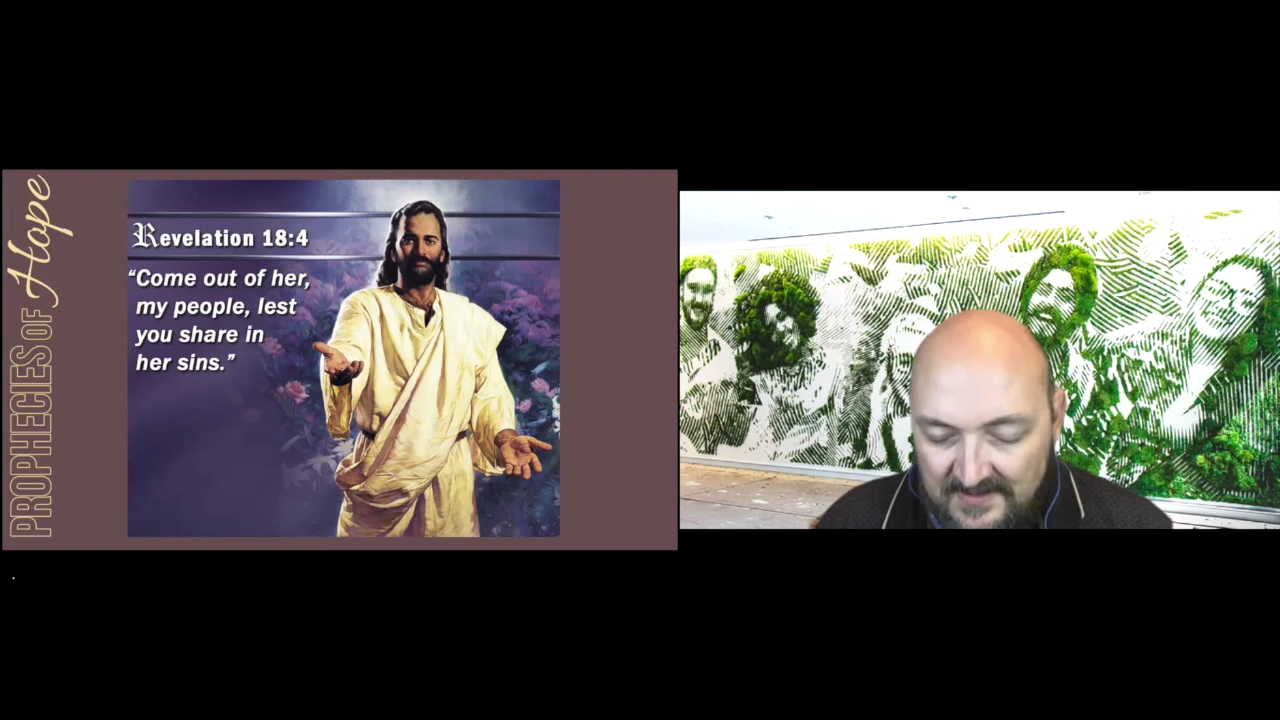 PROPHECIES OF Hope
Revelation 18:4
“Come out of her,
my people, lest
you share in
her sins.”